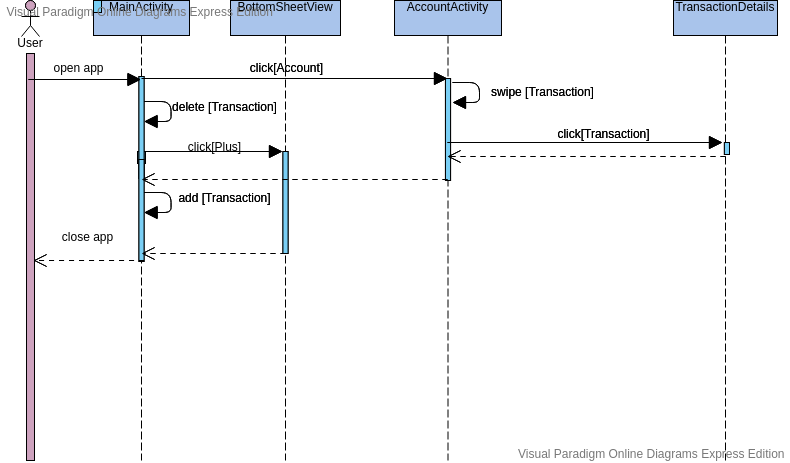 Visual Paradigm Online Diagrams Express Edition
MainActivity
BottomSheetView
AccountActivity
TransactionDetails
User
open app
click[Account]
swipe [Transaction]
delete [Transaction]
click[Transaction]
click[Plus]
add [Transaction]
close app
Visual Paradigm Online Diagrams Express Edition